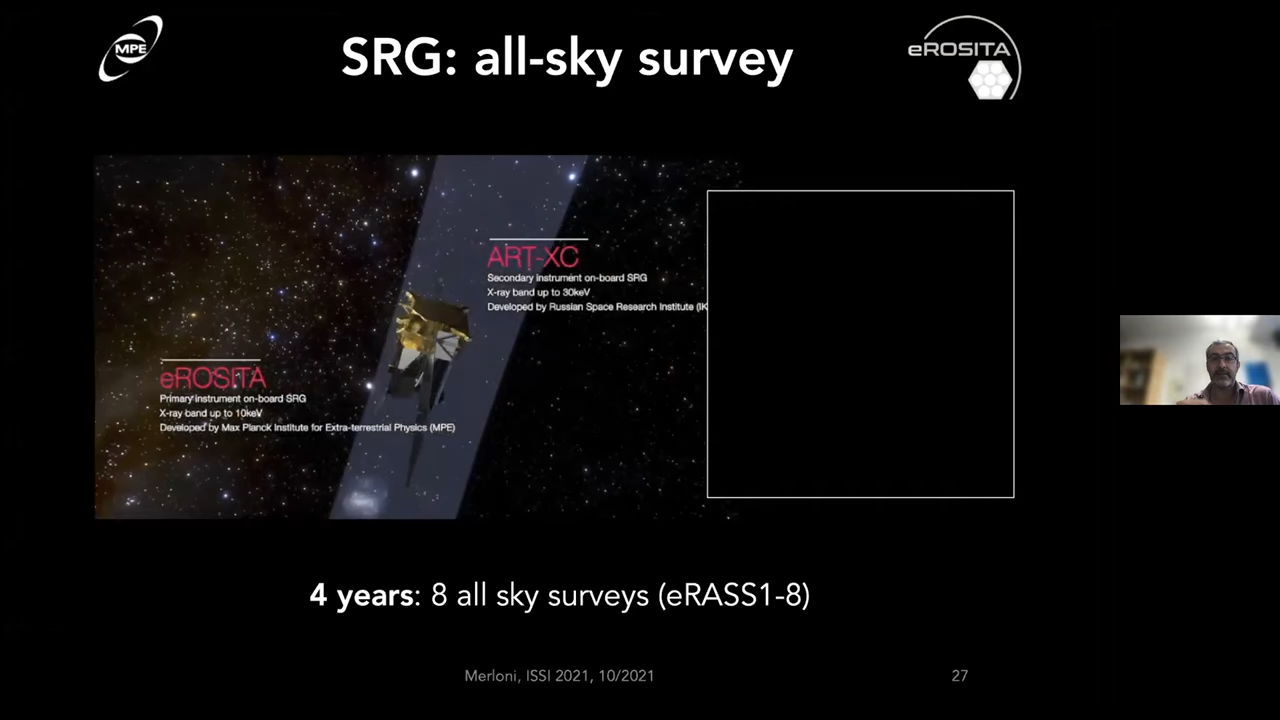 MPE
SRG: all-sky survey
eROSITA
ART-XC
Secondary instrument on-board SRG
X-ray band up to 30keV
Developed by Russian Space Research Institute (IK
eROSITA
Primary instrument on-board SRG
X-ray band up to 10keV
Developed by Max Planck Institute for Extra-terrestrial Physics (MPE)
4 years: 8 all sky surveys (eRASS1-8)
Merloni, ISSI 2021, 10/2021
27